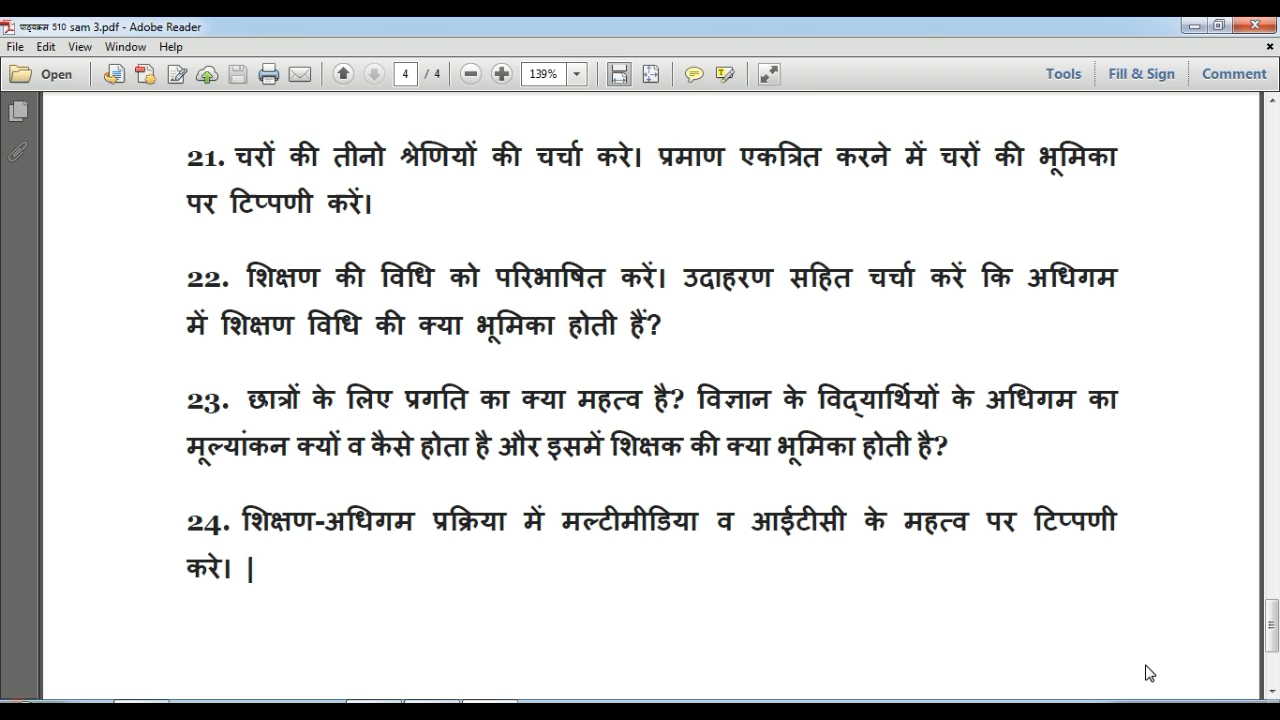 पाठ्यक्रम 510 sam 3.pdf - Adobe Reader
File Edit View Window Help
Open 4 / 4 139% Tools Fill & Sign Comment
21. चरों की तीनो श्रेणियों की चर्चा करे। प्रमाण एकत्रित करने में चरों की भूमिका
पर टिप्पणी करें।
22. शिक्षण की विधि को परिभाषित करें। उदाहरण सहित चर्चा करें कि अधिगम
में शिक्षण विधि की क्या भूमिका होती हैं?
23. छात्रों के लिए प्रगति का क्या महत्व है? विज्ञान के विद्यार्थियों के अधिगम का
मूल्यांकन क्यों व कैसे होता है और इसमें शिक्षक की क्या भूमिका होती है?
24. शिक्षण-अधिगम प्रक्रिया में मल्टीमीडिया व आईटीसी के महत्व पर टिप्पणी
करे। |